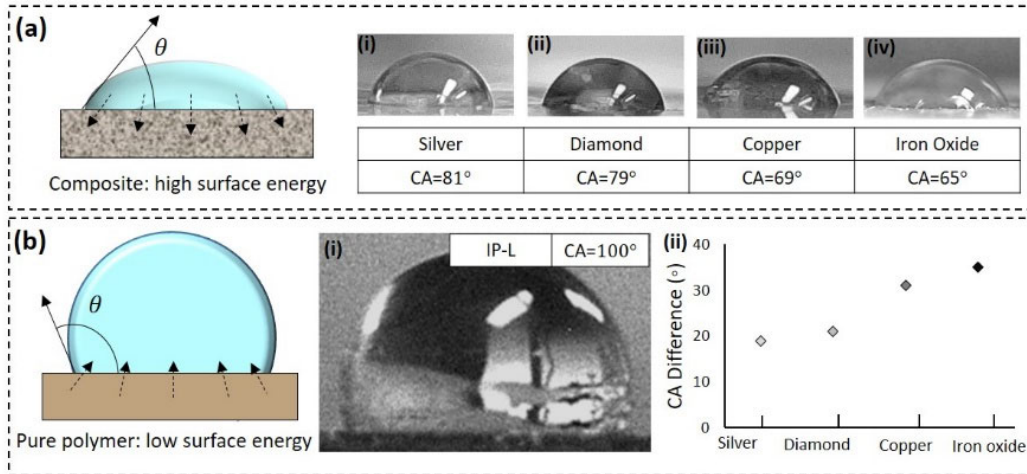 (a)
θ
Composite: high surface energy
(i) (ii) (iii) (iv)
Silver Diamond Copper Iron Oxide
CA=81° CA=79° CA=69° CA=65°
(b)
θ
Pure polymer: low surface energy
(i)
IP-L CA=100°
(ii)
CA Difference (°)
40
30
20
10
0
Silver Diamond Copper Iron oxide